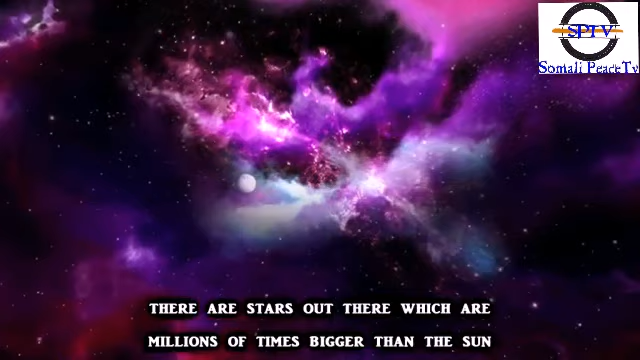 SPTV
Somali PeaceTv
THERE ARE STARS OUT THERE WHICH ARE
MILLIONS OF TIMES BIGGER THAN THE SUN